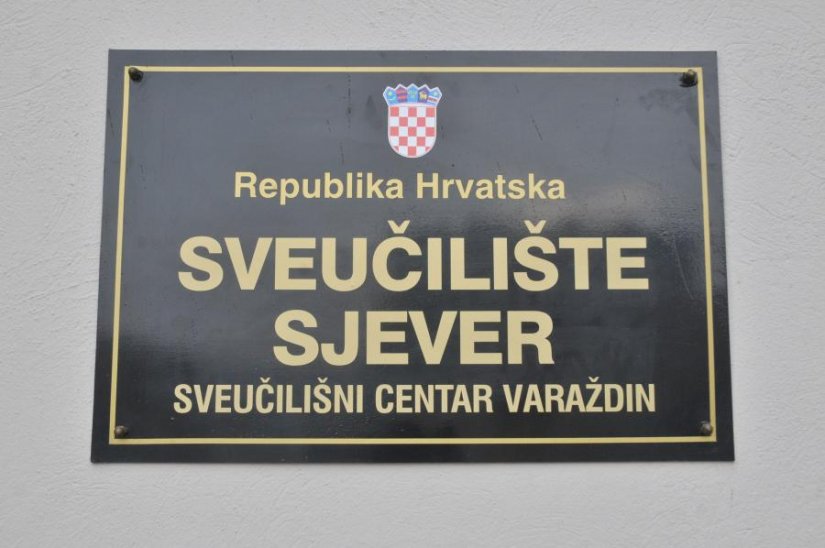 Republika Hrvatska
SVEUČILIŠTE
SJEVER
SVEUČILIŠNI CENTAR VARAŽDIN